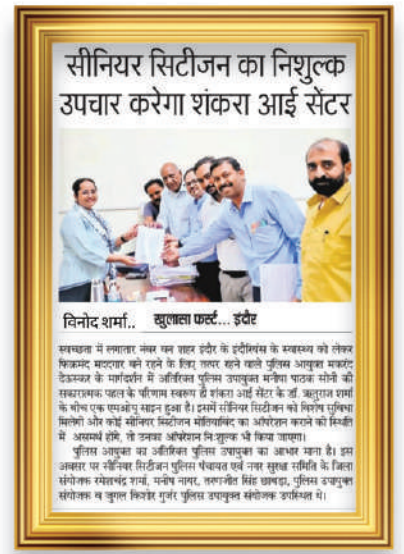 सीनियर सिटीजन का निशुल्क
उपचार करेगा शंकरा आई सेंटर
विनोद शर्मा.. खुलासा फर्स्ट... इंदौर
स्वच्छता में लगातार नंबर वन शहर इंदौर के इंदौरियंस के स्वास्थ्य को लेकर
फिक्रमंद मददगार बने रहने के लिए तत्पर रहने वाले पुलिस आयुक्त मकरंद
देऊस्कर के मार्गदर्शन में अतिरिक्त पुलिस उपायुक्त मनीषा पाठक सोनी की
सकारात्मक पहल के परिणाम स्वरूप ही शंकरा आई सेंटर के डॉ. ऋतुराज शर्मा
के बीच एक एमओयू साइन हुआ है। इसमें सीनियर सिटीजन को विशेष सुविधा
मिलेगी और कोई सीनियर सिटीजन मोतियाबिंद का ऑपरेशन कराने की स्थिति
में असमर्थ होंगे, तो उनका ऑपरेशन निःशुल्क भी किया जाएगा।
पुलिस आयुक्त का अतिरिक्त पुलिस उपायुक्त का आभार माना है। इस
अवसर पर सीनियर सिटीजन पुलिस पंचायत एवं नगर सुरक्षा समिति के जिला
संयोजक रमेशचंद्र शर्मा, मनीष नायर, तरणजीत सिंह छाबड़ा, पुलिस उपायुक्त
संयोजक व जुगल किशोर गुर्जर पुलिस उपायुक्त संयोजक उपस्थित थे।